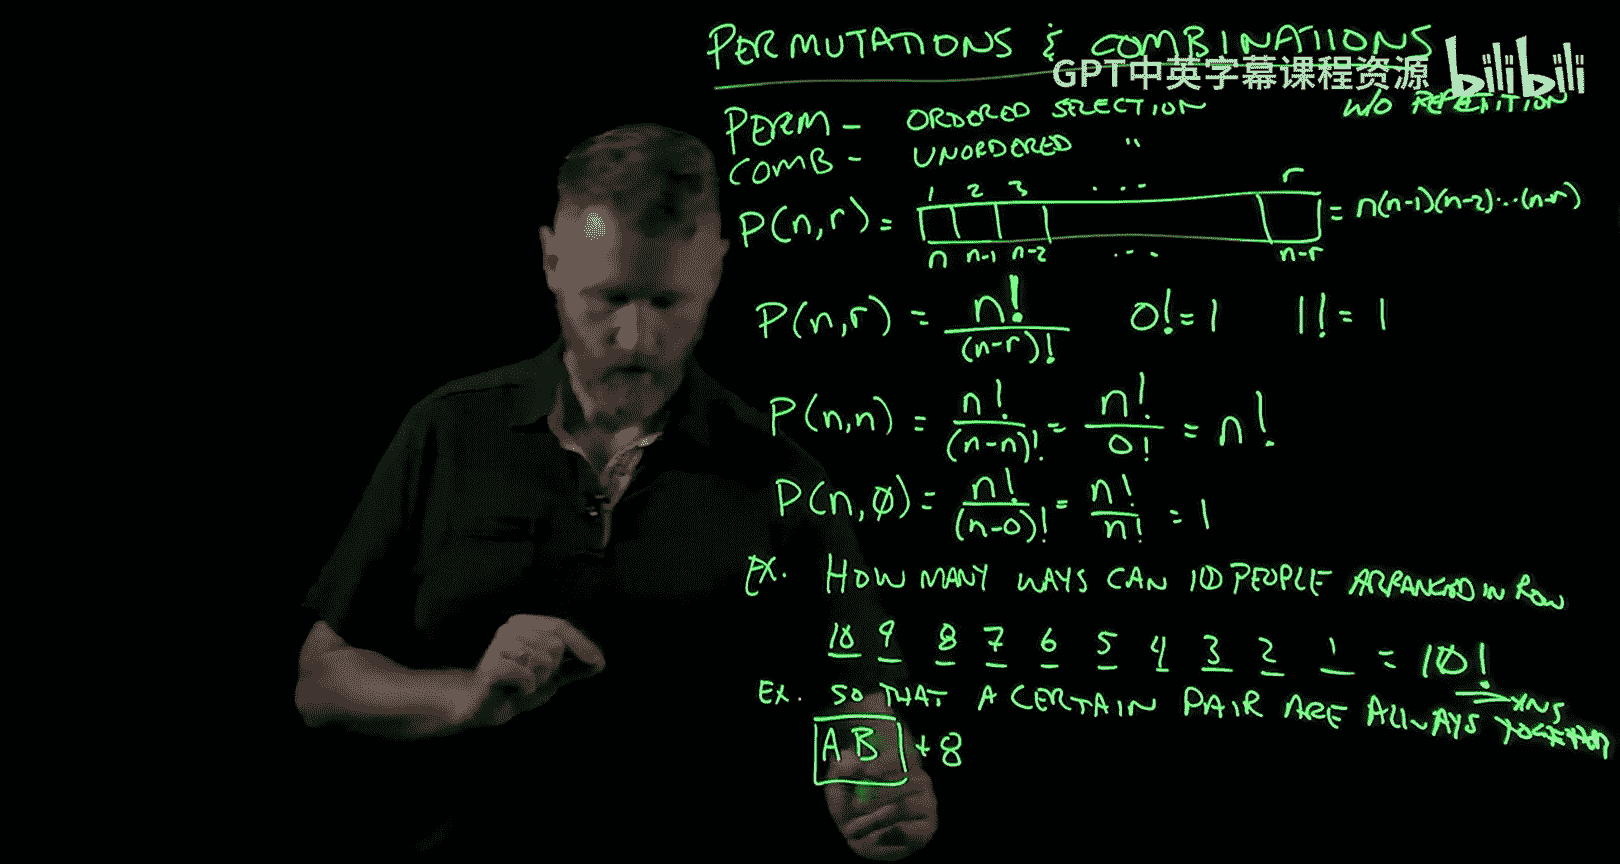 PERMUTATIONS & COMBINATIONS
GPT中英字幕课程资源 bilibili
PERM - ORDERED SELECTION W/O REPETITION
COMB - UNORDERED "
1 2 3 ... r
P(n,r) = = n(n-1)(n-2)...(n-r)
n n-1 n-2 ... n-r
P(n,r) = n!/(n-r)! 0! = 1 1! = 1
P(n,n) = n!/(n-n)! = n!/0! = n!
P(n,0) = n!/(n-0)! = n!/n! = 1
EX. HOW MANY WAYS CAN 10 PEOPLE ARRANGED IN ROW
10 9 8 7 6 5 4 3 2 1 = 10!
EX. SO THAT A CERTAIN PAIR ARE ALWAYS TOGETHER
AB + 8